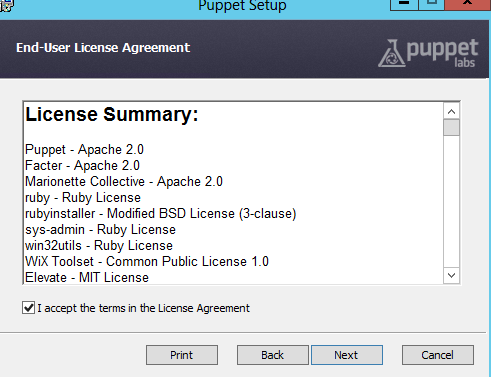 Puppet Setup
End-User License Agreement
puppet
labs
License Summary:
Puppet - Apache 2.0
Facter - Apache 2.0
Marionette Collective - Apache 2.0
ruby - Ruby License
rubyinstaller - Modified BSD License (3-clause)
sys-admin - Ruby License
win32utils - Ruby License
WiX Toolset - Common Public License 1.0
Elevate - MIT License
I accept the terms in the License Agreement
Print Back Next Cancel